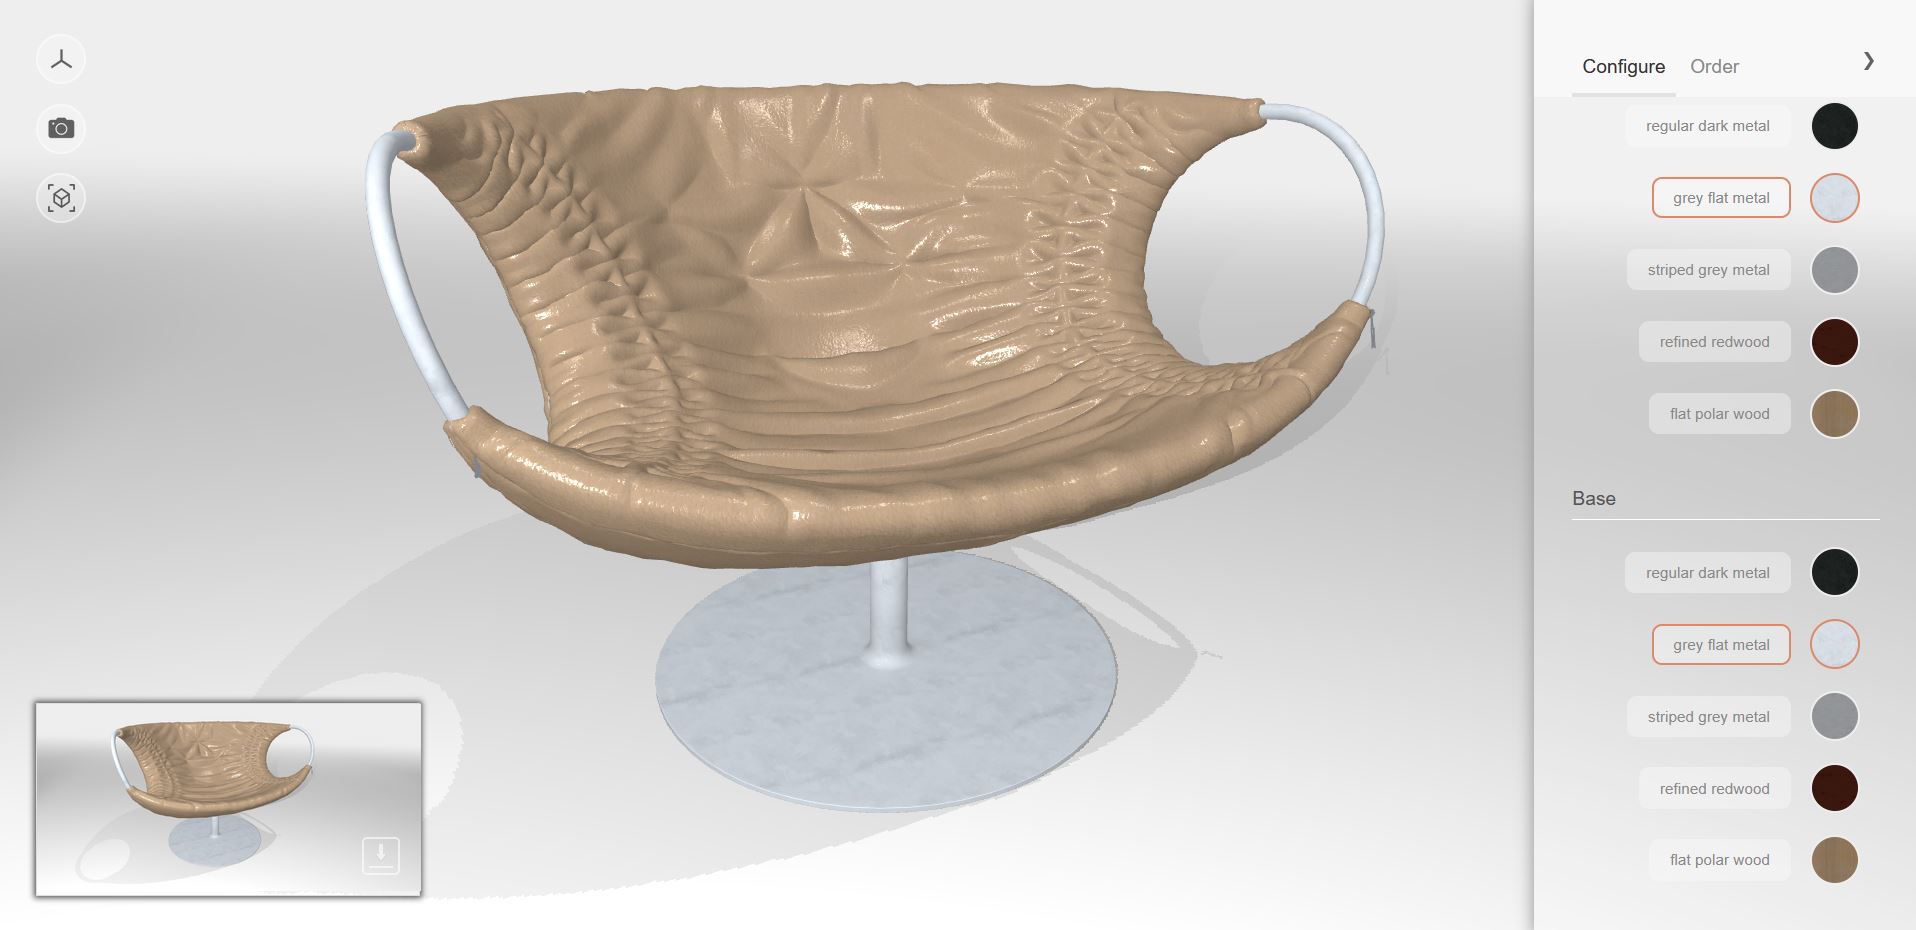 Configure Order
regular dark metal
grey flat metal
striped grey metal
refined redwood
flat polar wood
Base
regular dark metal
grey flat metal
striped grey metal
refined redwood
flat polar wood